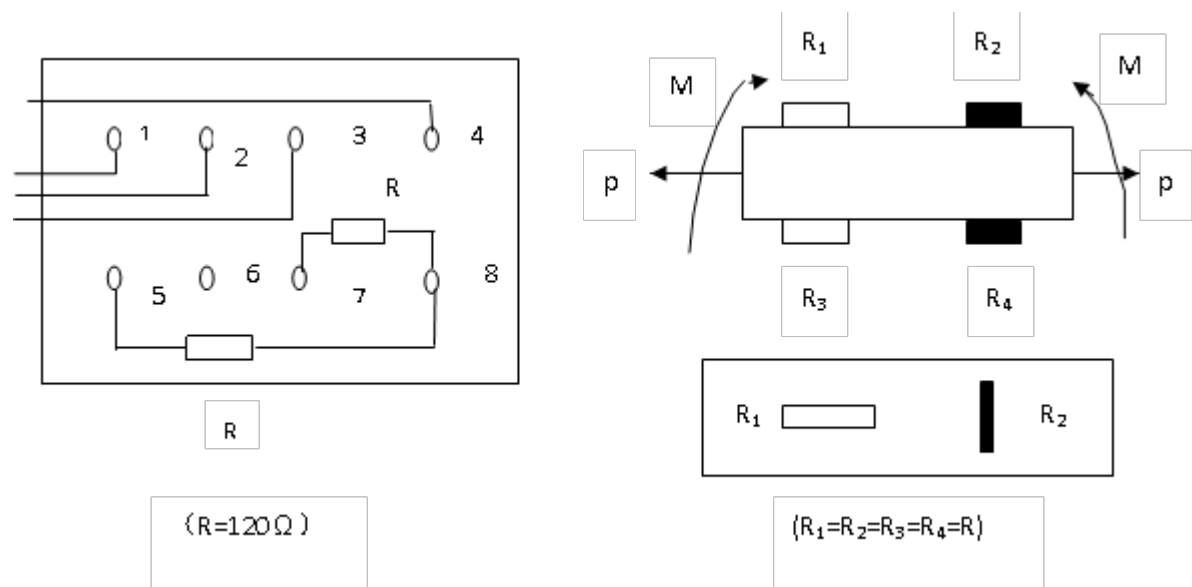 1
2
3
4
R
5
6
7
8
R
(R=120Ω)
R₁
R₂
M
M
p
p
R₃
R₄
R₁
R₂
(R₁=R₂=R₃=R₄=R)